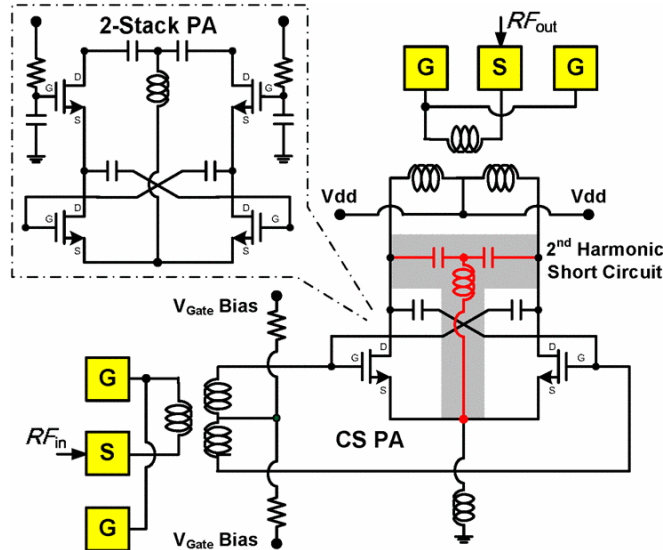 2-Stack PA
G
D
S
G
D
S
G
D
S
G
D
S
RFout
G
S
G
Vdd
Vdd
2nd Harmonic
Short Circuit
VGate Bias
G
D
S
G
D
S
G
RFin
S
G
CS PA
VGate Bias